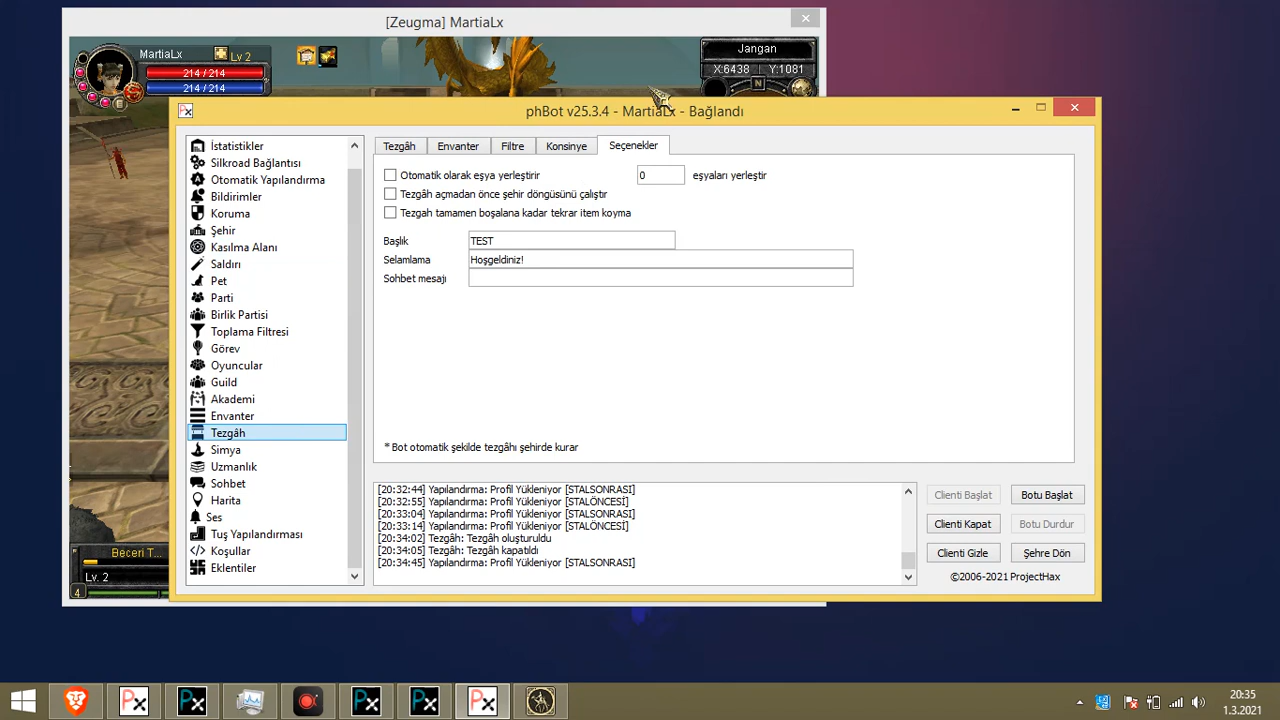 [Zeugma] MartiaLx
MartiaLx
Lv 2
214 / 214
214 / 214
Jangan
X:6438 Y:1081
N
E
phBot v25.3.4 - MartiaLx - Bağlandı
İstatistikler
Silkroad Bağlantısı
Otomatik Yapılandırma
Bildirimler
Koruma
Şehir
Kasılma Alanı
Saldırı
Pet
Parti
Birlik Partisi
Toplama Filtresi
Görev
Oyuncular
Guild
Akademi
Envanter
Tezgâh
Simya
Uzmanlık
Sohbet
Harita
Ses
Tuş Yapılandırması
Koşullar
Eklentiler
Tezgâh
Envanter
Filtre
Konsinye
Seçenekler
Otomatik olarak eşya yerleştirir
0
eşyaları yerleştir
Tezgâh açmadan önce şehir döngüsünü çalıştır
Tezgah tamamen boşalana kadar tekrar item koyma
Başlık
TEST
Selamlama
Hoşgeldiniz!
Sohbet mesajı
* Bot otomatik şekilde tezgâhı şehirde kurar
[20:32:44] Yapılandırma: Profil Yükleniyor [STALSONRASI]
[20:32:55] Yapılandırma: Profil Yükleniyor [STALÖNCESİ]
[20:33:04] Yapılandırma: Profil Yükleniyor [STALSONRASI]
[20:33:14] Yapılandırma: Profil Yükleniyor [STALÖNCESİ]
[20:34:02] Tezgâh: Tezgâh oluşturuldu
[20:34:05] Tezgâh: Tezgâh kapatıldı
[20:34:45] Yapılandırma: Profil Yükleniyor [STALSONRASI]
Clienti Başlat
Botu Başlat
Clienti Kapat
Botu Durdur
Clienti Gizle
Şehre Dön
©2006-2021 ProjectHax
Beceri T...
Lv. 2
4
Px
Px
Px
Px
Px
20:35
1.3.2021